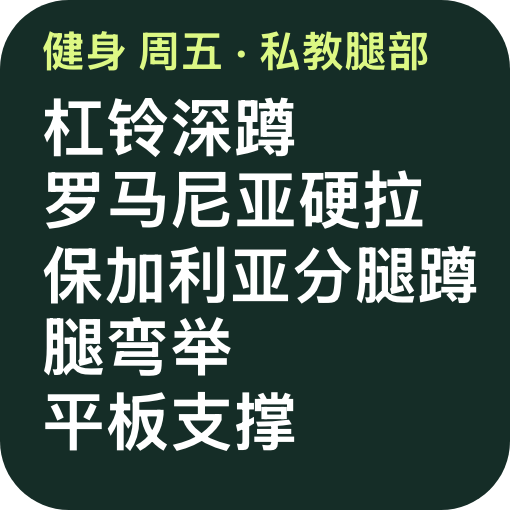 健身 周五 · 私教腿部
杠铃深蹲
罗马尼亚硬拉
保加利亚分腿蹲
腿弯举
平板支撑